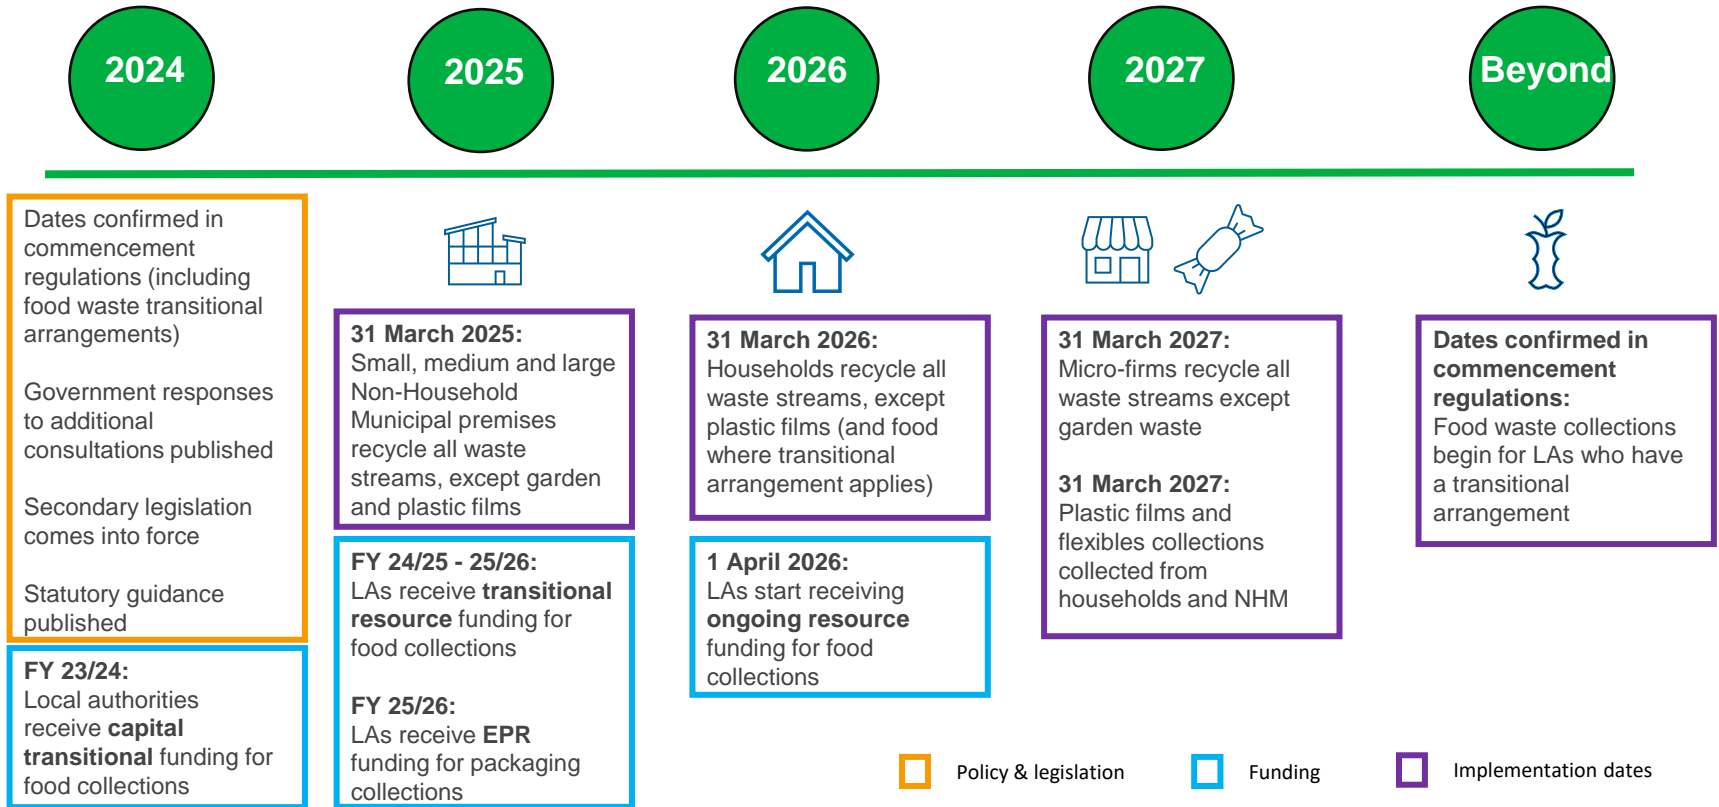 2024
2025
2026
2027
Beyond
Dates confirmed in
commencement
regulations (including
food waste transitional
arrangements)
Government responses
to additional
consultations published
Secondary legislation
comes into force
Statutory guidance
published
FY 23/24:
Local authorities
receive capital
transitional funding for
food collections
31 March 2025:
Small, medium and large
Non-Household
Municipal premises
recycle all waste
streams, except garden
and plastic films
FY 24/25 - 25/26:
LAs receive transitional
resource funding for
food collections
FY 25/26:
LAs receive EPR
funding for packaging
collections
31 March 2026:
Households recycle all
waste streams, except
plastic films (and food
where transitional
arrangement applies)
1 April 2026:
LAs start receiving
ongoing resource
funding for food
collections
31 March 2027:
Micro-firms recycle all
waste streams except
garden waste
31 March 2027:
Plastic films and
flexibles collections
collected from
households and NHM
Dates confirmed in
commencement
regulations:
Food waste collections
begin for LAs who have
a transitional
arrangement
Policy & legislation
Funding
Implementation dates